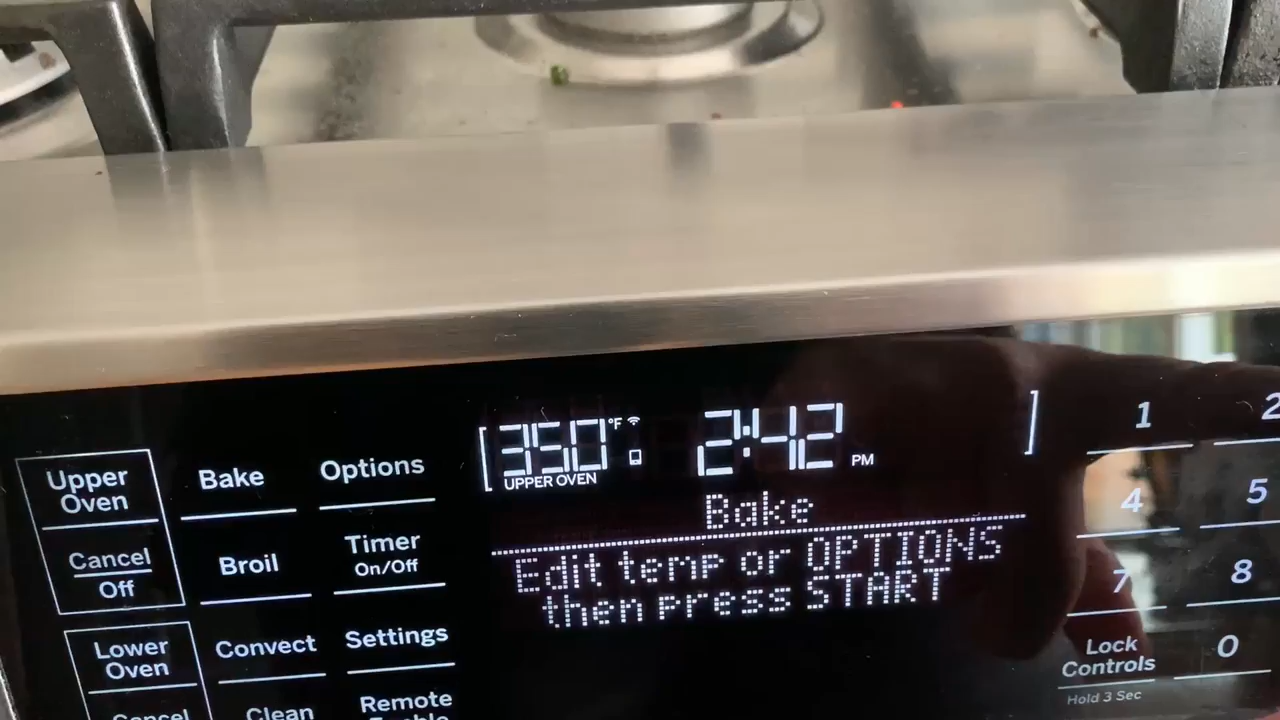 Upper
Oven
Cancel
Off
Lower
Oven
Cancel
Bake
Broil
Convect
Clean
Options
Timer
On/Off
Settings
Remote
Enable
350°F
UPPER OVEN
2:42 PM
Bake
Edit temp or OPTIONS
then press START
1 2
4 5
7 8
Lock
Controls
Hold 3 Sec
0